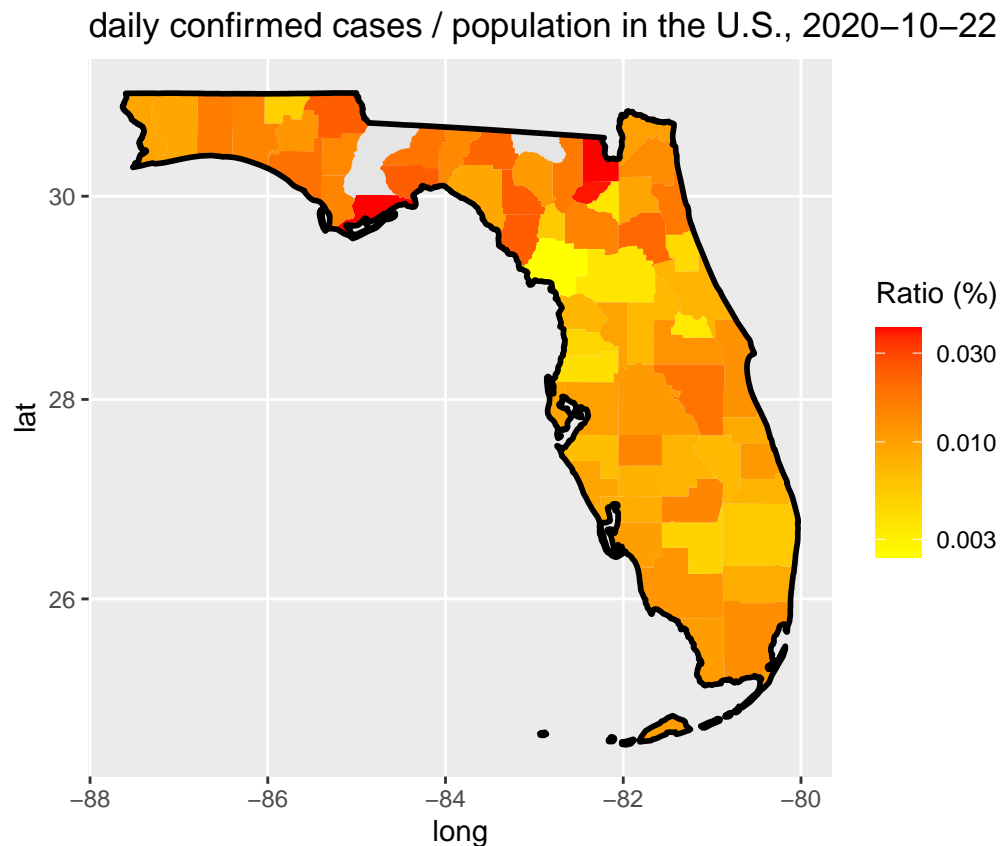 daily confirmed cases / population in the U.S., 2020−10−22
lat
30
28
26
−88
−86
−84
−82
−80
long
Ratio (%)
0.030
0.010
0.003